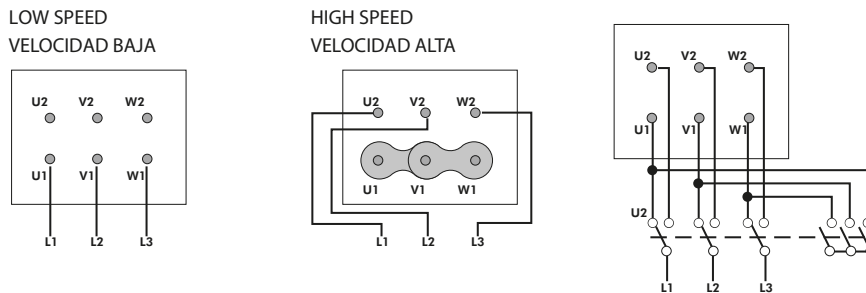 LOW SPEED
VELOCIDAD BAJA
U2 V2 W2
U1 V1 W1
L1 L2 L3
HIGH SPEED
VELOCIDAD ALTA
U2 V2 W2
U1 V1 W1
L1 L2 L3
U2 V2 W2
U1 V1 W1
U2
L1 L2 L3